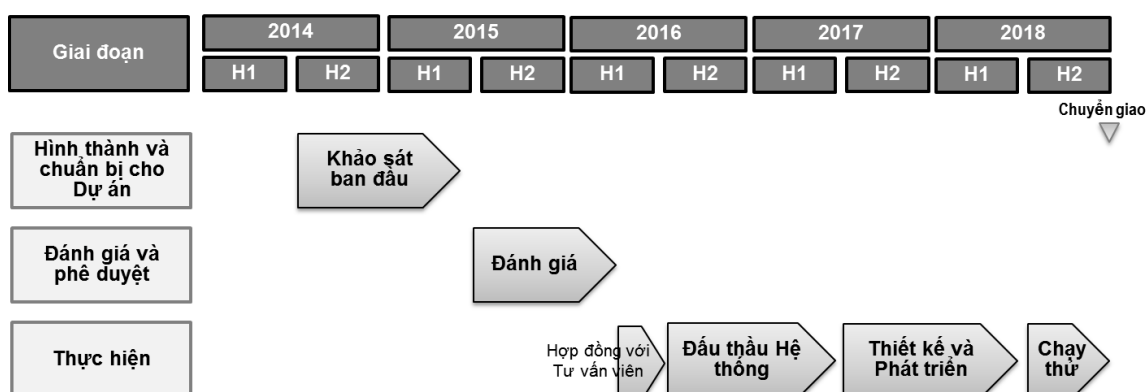 Giai đoạn
2014 2015 2016 2017 2018
H1 H2 H1 H2 H1 H2 H1 H2 H1 H2
Chuyển giao
Hình thành và
chuẩn bị cho
Dự án
Khảo sát
ban đầu
Đánh giá và
phê duyệt
Đánh giá
Thực hiện
Hợp đồng với
Tư vấn viên
Đấu thầu Hệ
thống
Thiết kế và
Phát triển
Chạy
thử